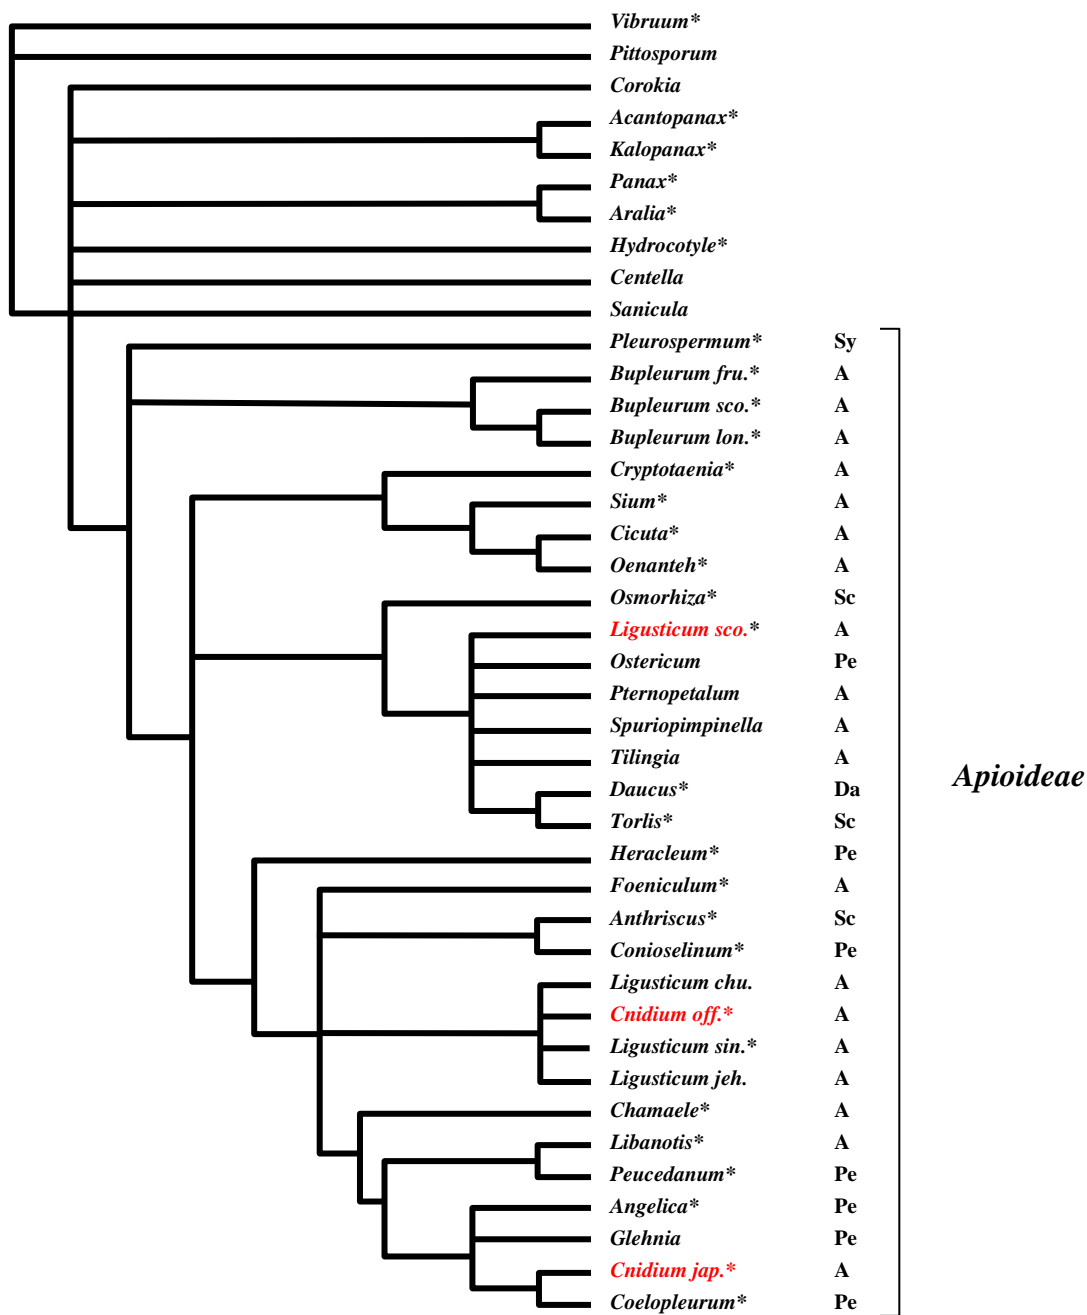 Vibruum*
Pittosporum
Corokia
Acantopanax*
Kalopanax*
Panax*
Aralia*
Hydrocotyle*
Centella
Sanicula
Pleurospermum* Sy
Bupleurum fru.* A
Bupleurum sco.* A
Bupleurum lon.* A
Cryptotaenia* A
Sium* A
Cicuta* A
Oenanteh* A
Osmorhiza* Sc
Ligusticum sco.* A
Ostericum Pe
Pternopetalum A
Spuriopimpinella A
Tilingia A
Apioideae
Daucus* Da
Torlis* Sc
Heracleum* Pe
Foeniculum* A
Anthriscus* Sc
Conioselinum* Pe
Ligusticum chu. A
Cnidium off.* A
Ligusticum sin.* A
Ligusticum jeh. A
Chamaele* A
Libanotis* A
Peucedanum* Pe
Angelica* Pe
Glehnia Pe
Cnidium jap.* A
Coelopleurum* Pe